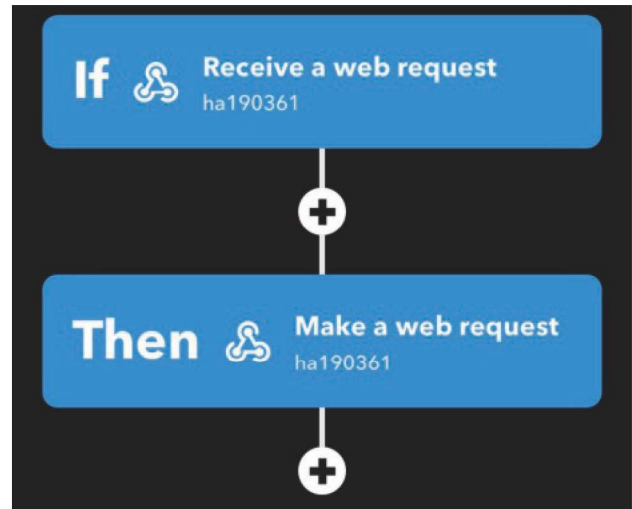 If
Receive a web request
ha190361
Then
Make a web request
ha190361